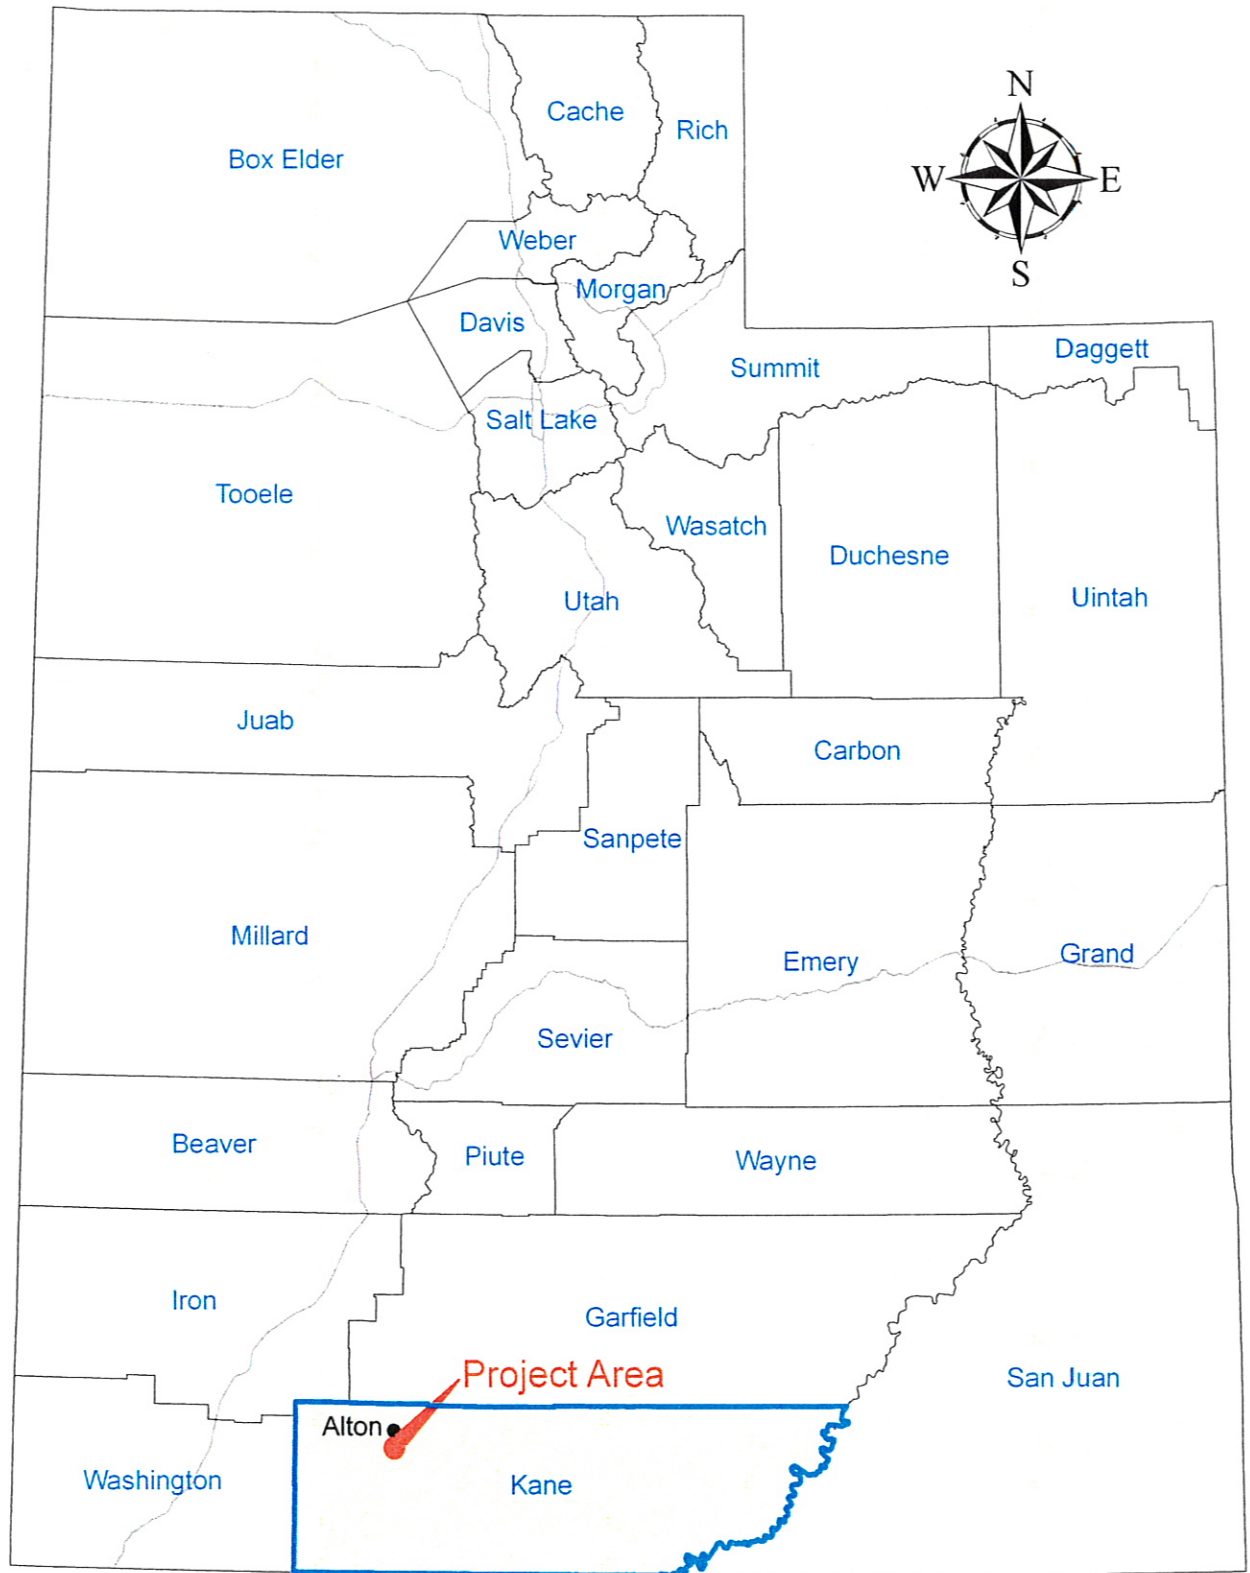 N
Cache
Rich
Box Elder
W
E
Weber
S
Morgan
Davis
Daggett
Summit
Salt Lake
Tooele
Wasatch
Duchesne
Uintah
Utah
Juab
Carbon
Sanpete
Millard
Emery
Grand
Sevier
Beaver
Piute
Wayne
Iron
Garfield
Project Area
San Juan
Alton
Washington
Kane